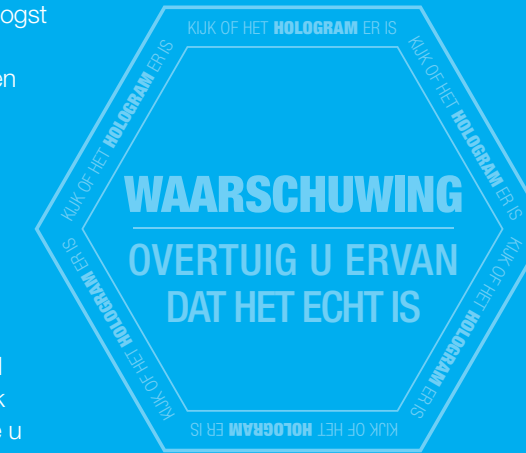 ogst
en
KIJK OF HET HOLOGRAM ER IS
KIJK OF HET HOLOGRAM ER IS
KIJK OF HET HOLOGRAM ER IS
WAARSCHUWING
OVERTUIG U ERVAN
DAT HET ECHT IS
KIJK OF HET HOLOGRAM ER IS
KIJK OF HET HOLOGRAM ER IS
KIJK OF HET HOLOGRAM ER IS
k
u